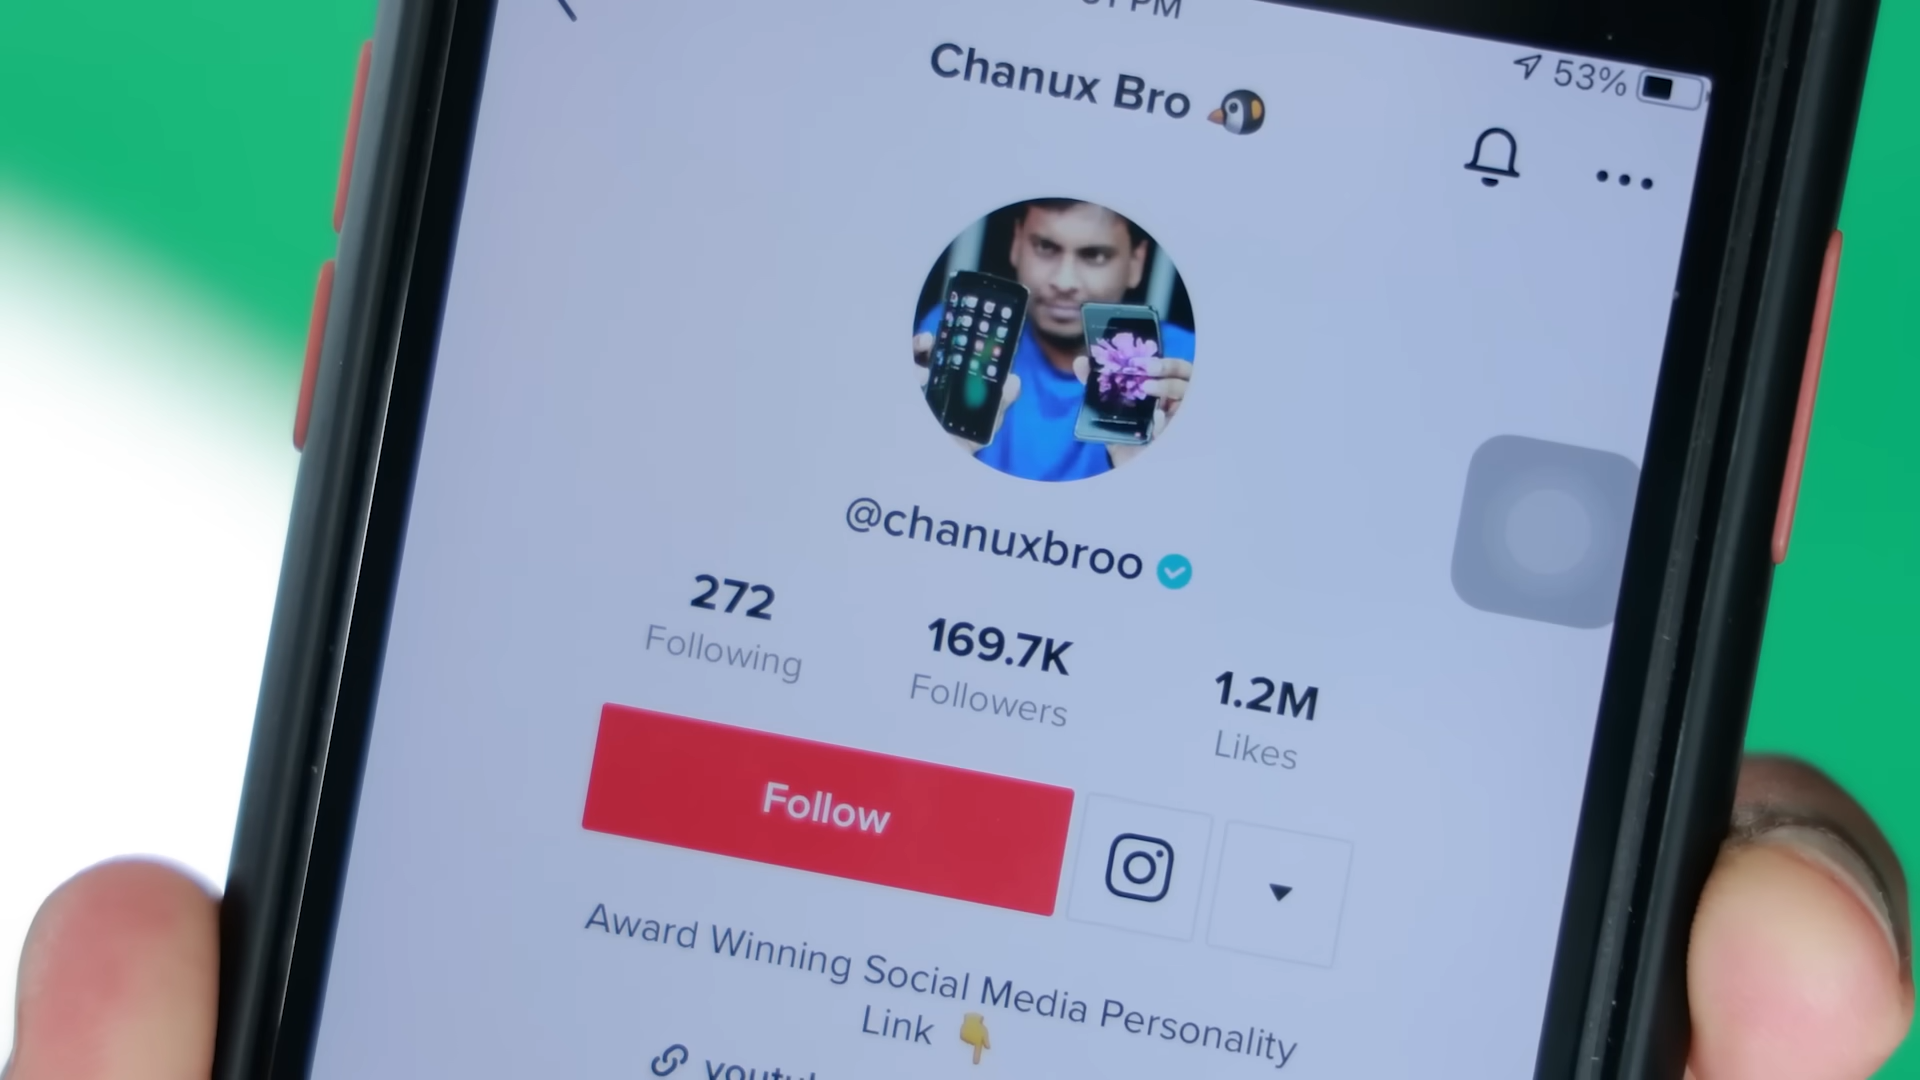 PM
53%
Chanux Bro 🐧
@chanuxbroo
272
Following
169.7K
Followers
1.2M
Likes
Follow
Award Winning Social Media Personality
Link 👇